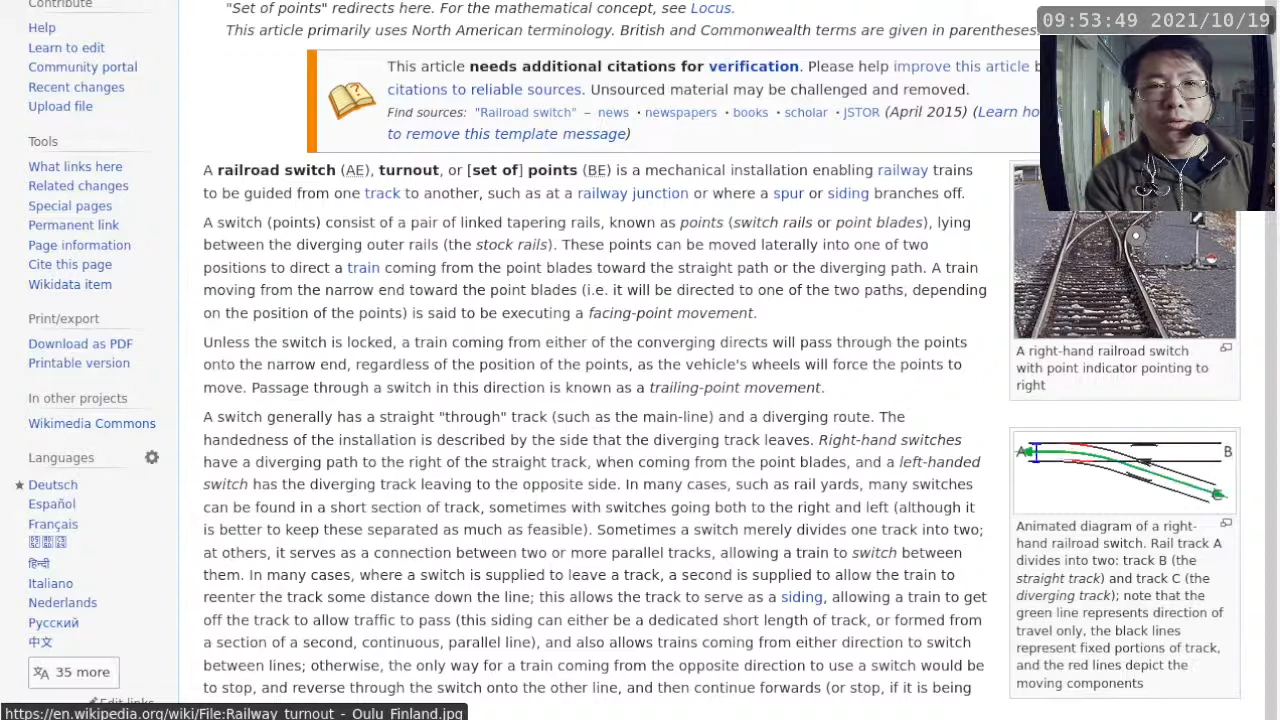 Contribute
Help
Learn to edit
Community portal
Recent changes
Upload file
Tools
What links here
Related changes
Special pages
Permanent link
Page information
Cite this page
Wikidata item
Print/export
Download as PDF
Printable version
In other projects
Wikimedia Commons
Languages
Deutsch
Español
Français
हिन्दी
Italiano
Nederlands
Русский
中文
35 more
Edit links
"Set of points" redirects here. For the mathematical concept, see Locus.
This article primarily uses North American terminology. British and Commonwealth terms are given in parentheses
This article needs additional citations for verification. Please help improve this article b
citations to reliable sources. Unsourced material may be challenged and removed.
Find sources: "Railroad switch" – news · newspapers · books · scholar · JSTOR (April 2015) (Learn ho
to remove this template message)
A railroad switch (AE), turnout, or [set of] points (BE) is a mechanical installation enabling railway trains
to be guided from one track to another, such as at a railway junction or where a spur or siding branches off.
A switch (points) consist of a pair of linked tapering rails, known as points (switch rails or point blades), lying
between the diverging outer rails (the stock rails). These points can be moved laterally into one of two
positions to direct a train coming from the point blades toward the straight path or the diverging path. A train
moving from the narrow end toward the point blades (i.e. it will be directed to one of the two paths, depending
on the position of the points) is said to be executing a facing-point movement.
Unless the switch is locked, a train coming from either of the converging directs will pass through the points
onto the narrow end, regardless of the position of the points, as the vehicle's wheels will force the points to
move. Passage through a switch in this direction is known as a trailing-point movement.
A switch generally has a straight "through" track (such as the main-line) and a diverging route. The
handedness of the installation is described by the side that the diverging track leaves. Right-hand switches
have a diverging path to the right of the straight track, when coming from the point blades, and a left-handed
switch has the diverging track leaving to the opposite side. In many cases, such as rail yards, many switches
can be found in a short section of track, sometimes with switches going both to the right and left (although it
is better to keep these separated as much as feasible). Sometimes a switch merely divides one track into two;
at others, it serves as a connection between two or more parallel tracks, allowing a train to switch between
them. In many cases, where a switch is supplied to leave a track, a second is supplied to allow the train to
reenter the track some distance down the line; this allows the track to serve as a siding, allowing a train to get
off the track to allow traffic to pass (this siding can either be a dedicated short length of track, or formed from
a section of a second, continuous, parallel line), and also allows trains coming from either direction to switch
between lines; otherwise, the only way for a train coming from the opposite direction to use a switch would be
to stop, and reverse through the switch onto the other line, and then continue forwards (or stop, if it is being
09:53:49 2021/10/19
A right-hand railroad switch
with point indicator pointing to
right
A
B
C
Animated diagram of a right-
hand railroad switch. Rail track A
divides into two: track B (the
straight track) and track C (the
diverging track); note that the
green line represents direction of
travel only, the black lines
represent fixed portions of track,
and the red lines depict the
moving components
https://en.wikipedia.org/wiki/File:Railway_turnout_-_Oulu_Finland.jpg